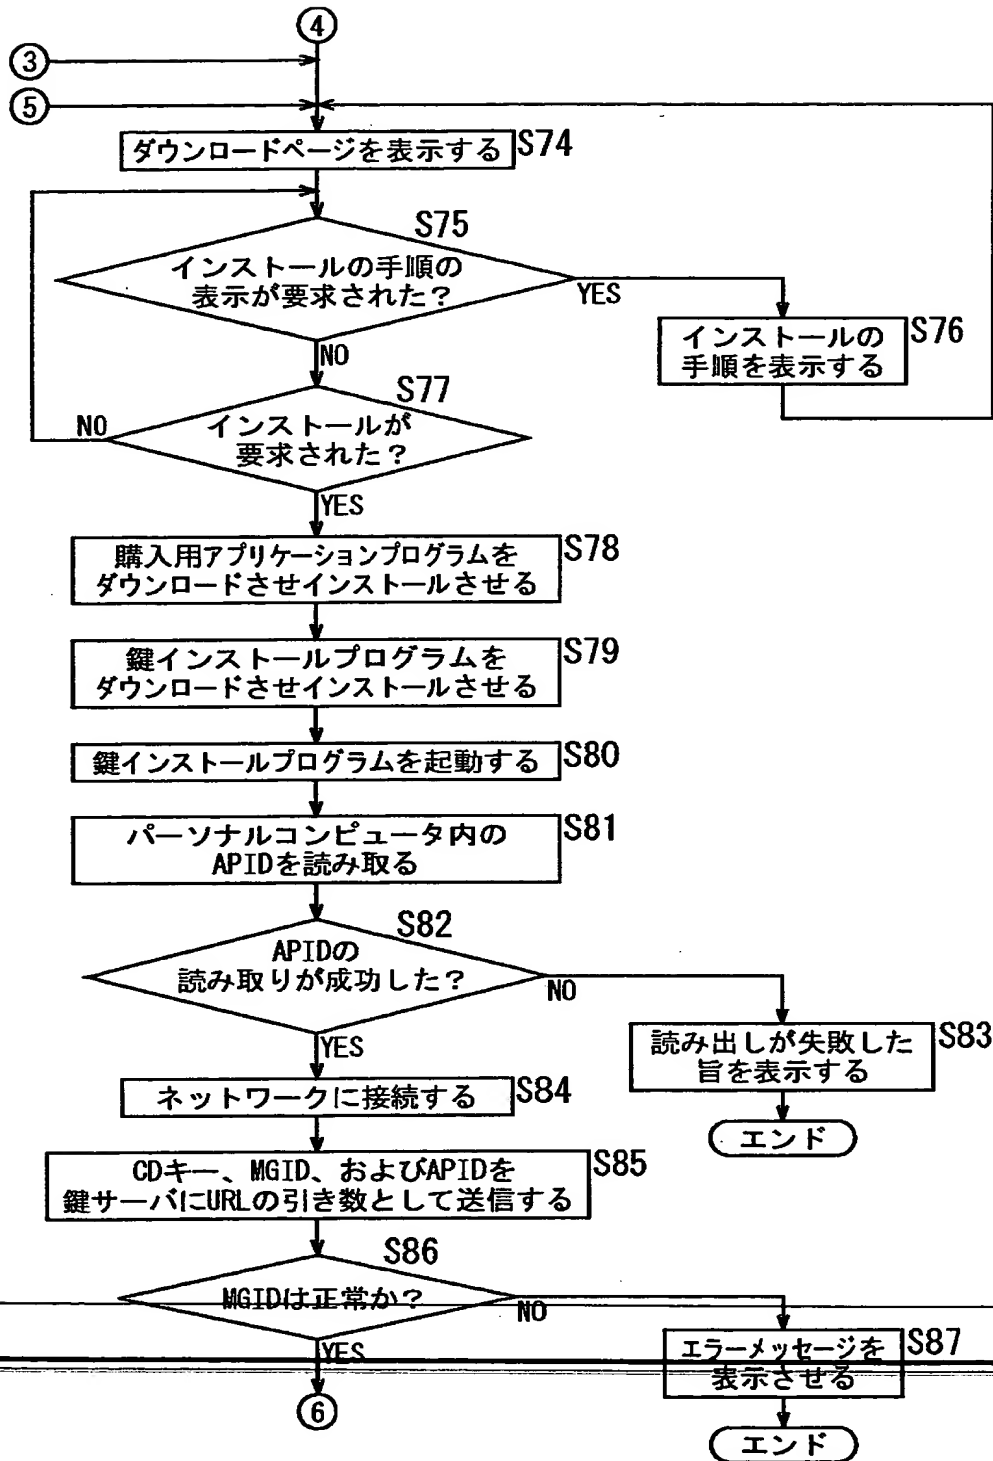 ④
③
⑤
ダウンロードページを表示する
S74
S75
インストールの手順の
表示が要求された？
YES
NO
インストールの
手順を表示する
S76
S77
インストールが
要求された？
NO
YES
購入用アプリケーションプログラムを
ダウンロードさせインストールさせる
S78
鍵インストールプログラムを
ダウンロードさせインストールさせる
S79
鍵インストールプログラムを起動する
S80
パーソナルコンピュータ内の
APIDを読み取る
S81
S82
APIDの
読み取りが成功した？
NO
YES
読み出しが失敗した
旨を表示する
S83
エンド
ネットワークに接続する
S84
CDキー、MGID、およびAPIDを
鍵サーバにURLの引き数として送信する
S85
S86
MGIDは正常か？
NO
YES
エラーメッセージを
表示させる
S87
⑥
エンド